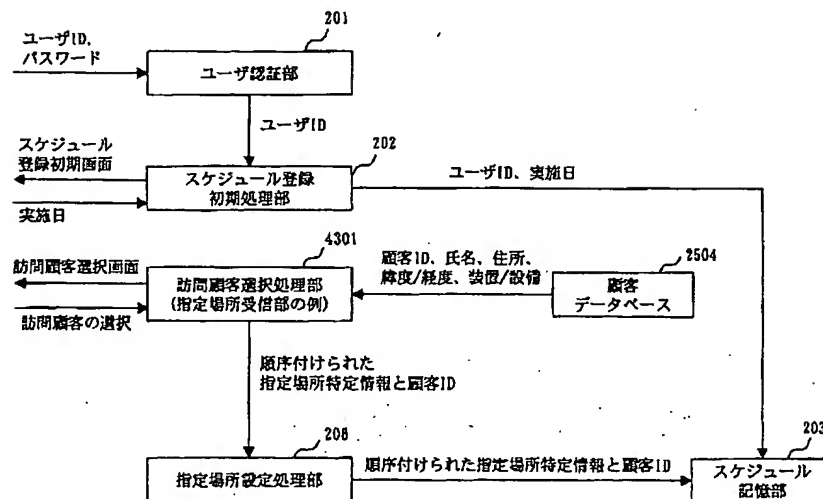 201
ユーザID、
パスワード
ユーザ認証部
ユーザID
スケジュール
登録初期画面
202
スケジュール登録
初期処理部
ユーザID、実施日
実施日
4301
訪問顧客選択画面
訪問顧客選択処理部
(指定場所受信部の例)
顧客ID、氏名、住所、
緯度/経度、装置/設備
2504
顧客
データベース
訪問顧客の選択
順序付けられた
指定場所特定情報と顧客ID
208
指定場所設定処理部
順序付けられた指定場所特定情報と顧客ID
203
スケジュール
記憶部